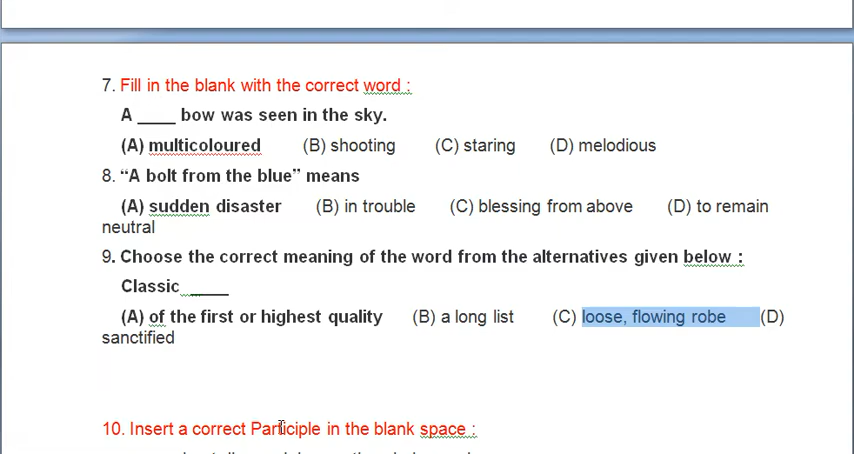 7. Fill in the blank with the correct word :
A ____ bow was seen in the sky.
(A) multicoloured (B) shooting (C) staring (D) melodious
8. “A bolt from the blue” means
(A) sudden disaster (B) in trouble (C) blessing from above (D) to remain
neutral
9. Choose the correct meaning of the word from the alternatives given below :
Classic ____
(A) of the first or highest quality (B) a long list (C) loose, flowing robe (D)
sanctified
10. Insert a correct Participle in the blank space :